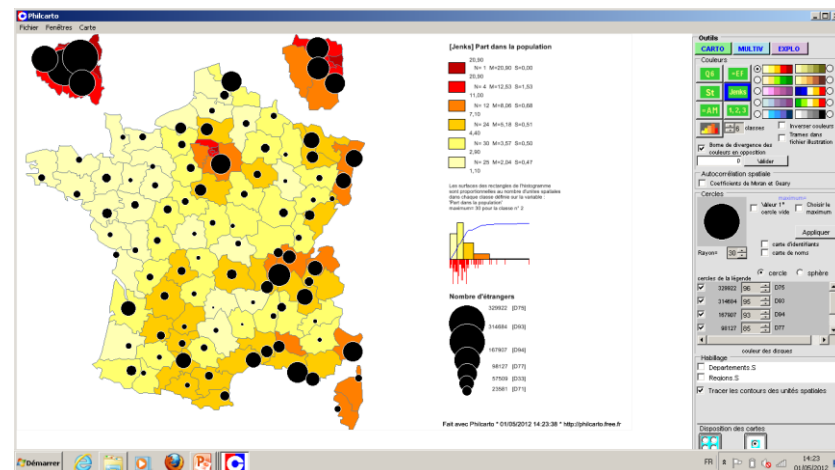 Philcarto
Fichier Fenêtres Carte
[Jenks] Part dans la population
20,90
N= 1 M=20,90 S=0,00
20,80
N= 4 M=12,53 S=1,53
11,00
N= 12 M=8,08 S=0,88
7,10
N= 24 M=5,19 S=0,51
4,40
N= 30 M=3,57 S=0,50
2,90
N= 25 M=2,04 S=0,47
1,10
Les surfaces des rectangles de l'histogramme
sont proportionnelles au nombre d'unités spatiales
dans chaque classe définie sur la variable :
'Part dans la population'
maximum= 30 pour la classe n° 2
Nombre d'étrangers
329922 [D75]
314884 [D93]
167907 [D94]
98127 [D77]
57509 [D33]
23581 [D71]
Fait avec Philcarto * 01/05/2012 14:23:38 * http://philcarto.free.fr
Outils
CARTO MULTIV EXPLO
Couleurs
Q6 +EF
St Jenks
+AM 1,2,3
6 classes
Inverser couleurs
Trames dans
fichier illustration
Borne de divergence des
couleurs en opposition
0 Valider
Autocorrélation spatiale
Coefficients de Moran et Geary
Cercles
maximum=
Valeur 1*
cercle vide
Choisir le
maximum
Appliquer
Rayon= 30
carte d'identifiants
carte de noms
cercle sphère
cercles de la légende
329922 96 D75
314884 95 D93
167907 93 D94
98127 85 D77
couleur des disques
Habillage
Departements.S
Regions.S
Tracer les contours des unités spatiales
Disposition des cartes
Démarrer
FR
14:23
01/05/2012